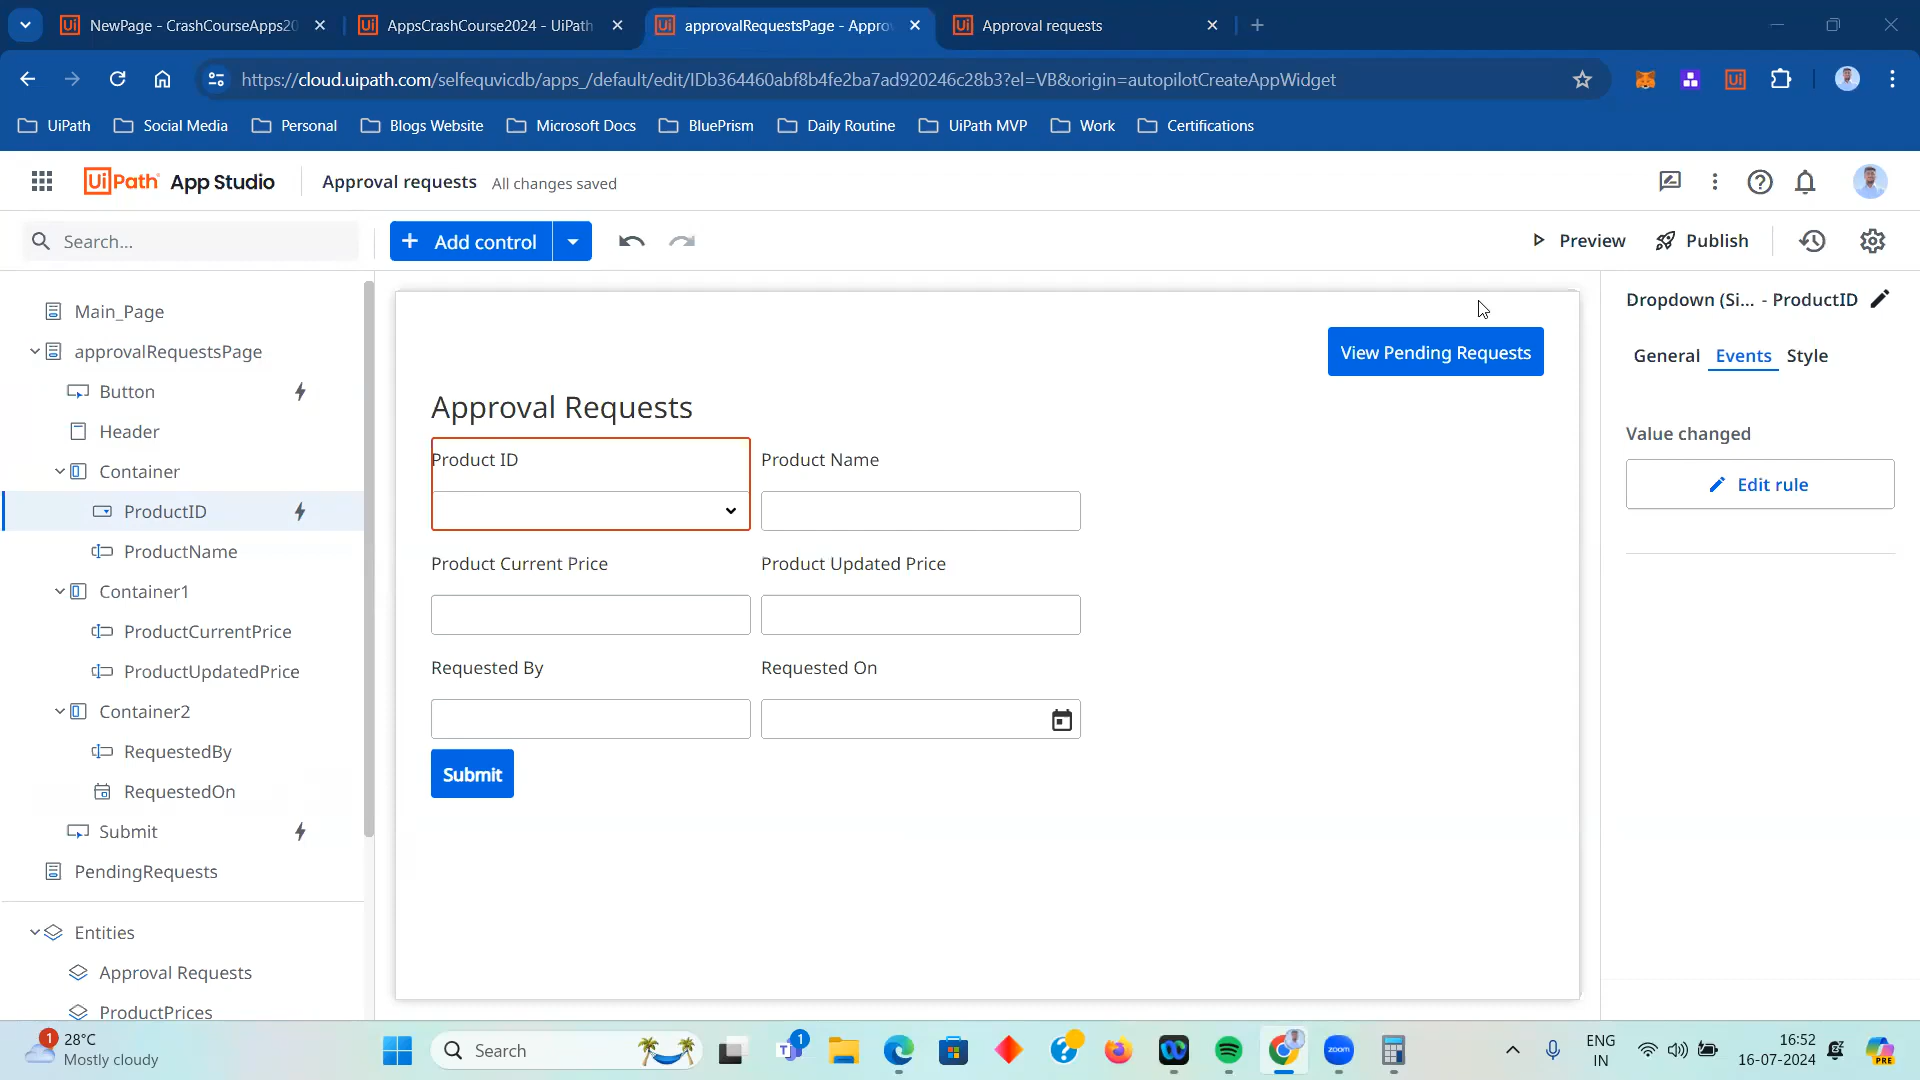 NewPage - CrashCourseApps20
AppsCrashCourse2024 - UiPath
approvalRequestsPage - Appro
Approval requests
https://cloud.uipath.com/selfequvicdb/apps_/default/edit/IDb364460abf8b4fe2ba7ad920246c28b3?el=VB&origin=autopilotCreateAppWidget
UiPath
Social Media
Personal
Blogs Website
Microsoft Docs
BluePrism
Daily Routine
UiPath MVP
Work
Certifications
UiPath App Studio
Approval requests
All changes saved
Search...
Add control
Preview
Publish
Main_Page
approvalRequestsPage
Button
Header
Container
ProductID
ProductName
Container1
ProductCurrentPrice
ProductUpdatedPrice
Container2
RequestedBy
RequestedOn
Submit
PendingRequests
Entities
Approval Requests
ProductPrices
View Pending Requests
Approval Requests
Product ID
Product Name
Product Current Price
Product Updated Price
Requested By
Requested On
Submit
Dropdown (Si... - ProductID
General
Events
Style
Value changed
Edit rule
1
28°C
Mostly cloudy
Search
1
zoom
ENG
IN
16:52
16-07-2024
PRE